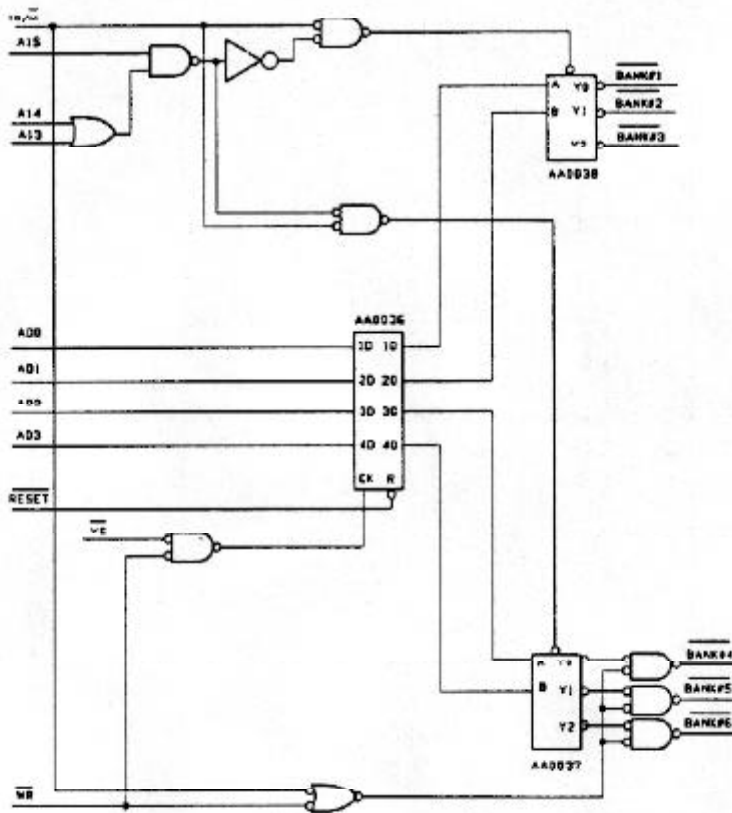 A15
A14
A13
A Y0
B Y1
BANK#1
BANK#2
BANK#3
AA0038
AA0036
AD0
1D 1Q
AD1
2D 2Q
3D 3Q
AD3
4D 4Q
CK R
RESET
Y0
B Y1
Y2
BANK#4
BANK#5
BANK#6
AA0037
WR